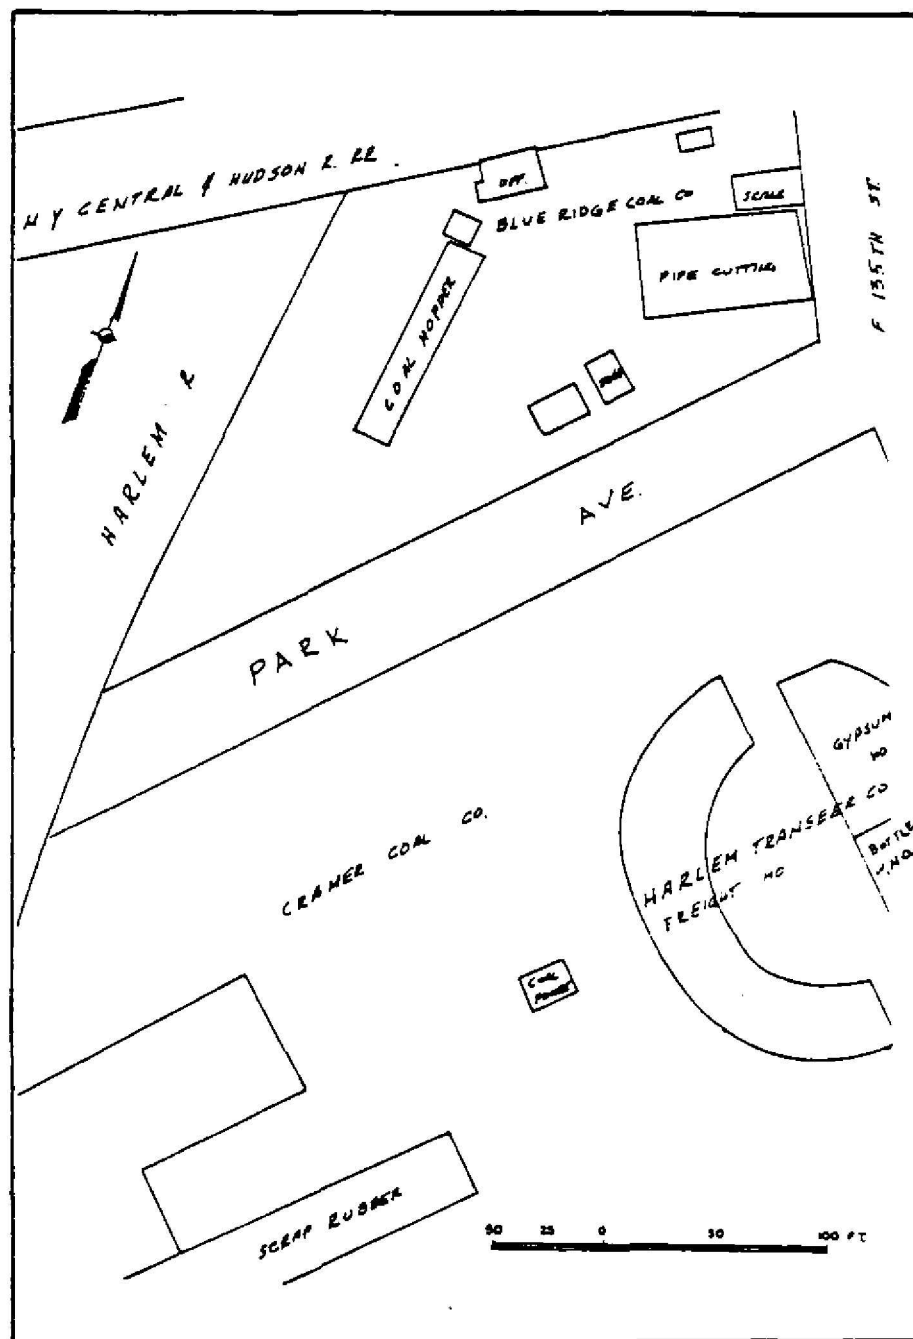 N Y CENTRAL & HUDSON R. RR.
OFF.
BLUE RIDGE COAL CO
SCALE
PIPE CUTTING
E 135TH ST.
COAL HOPPER
HARLEM R
PARK AVE.
GYPSUM
HO
HARLEM TRANSFER CO
FREIGHT HO
BOTTLE
CRAMER COAL CO.
COAL
SCRAP RUBBER
50 25 0 50 100 FT